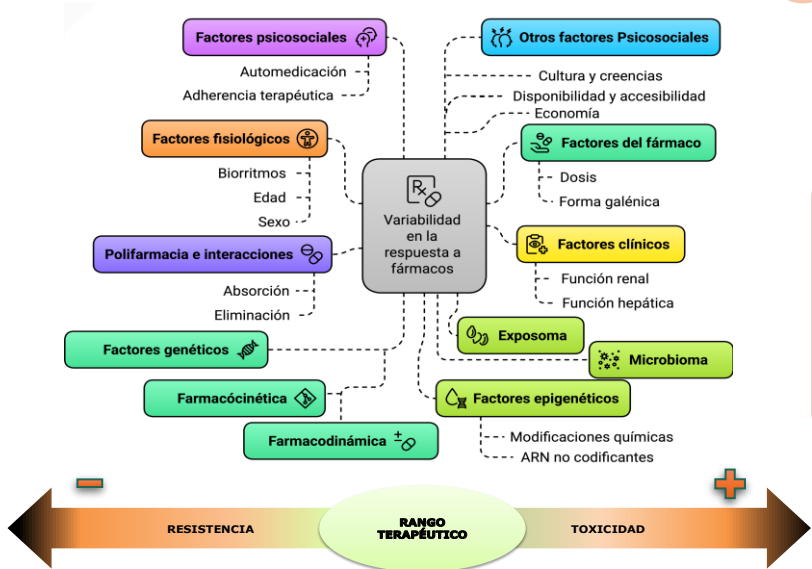 Factores psicosociales
Automedicación
Adherencia terapéutica
Otros factores Psicosociales
Cultura y creencias
Disponibilidad y accesibilidad
Economía
Factores fisiológicos
Biorritmos
Edad
Sexo
Factores del fármaco
Dosis
Forma galénica
Rx
Variabilidad
en la
respuesta a
fármacos
Polifarmacia e interacciones
Absorción
Eliminación
Factores clínicos
Función renal
Función hepática
Factores genéticos
Farmácócinética
Farmacodinámica
Exposoma
Microbioma
Factores epigenéticos
Modificaciones químicas
ARN no codificantes
RESISTENCIA
RANGO
TERAPÉUTICO
TOXICIDAD